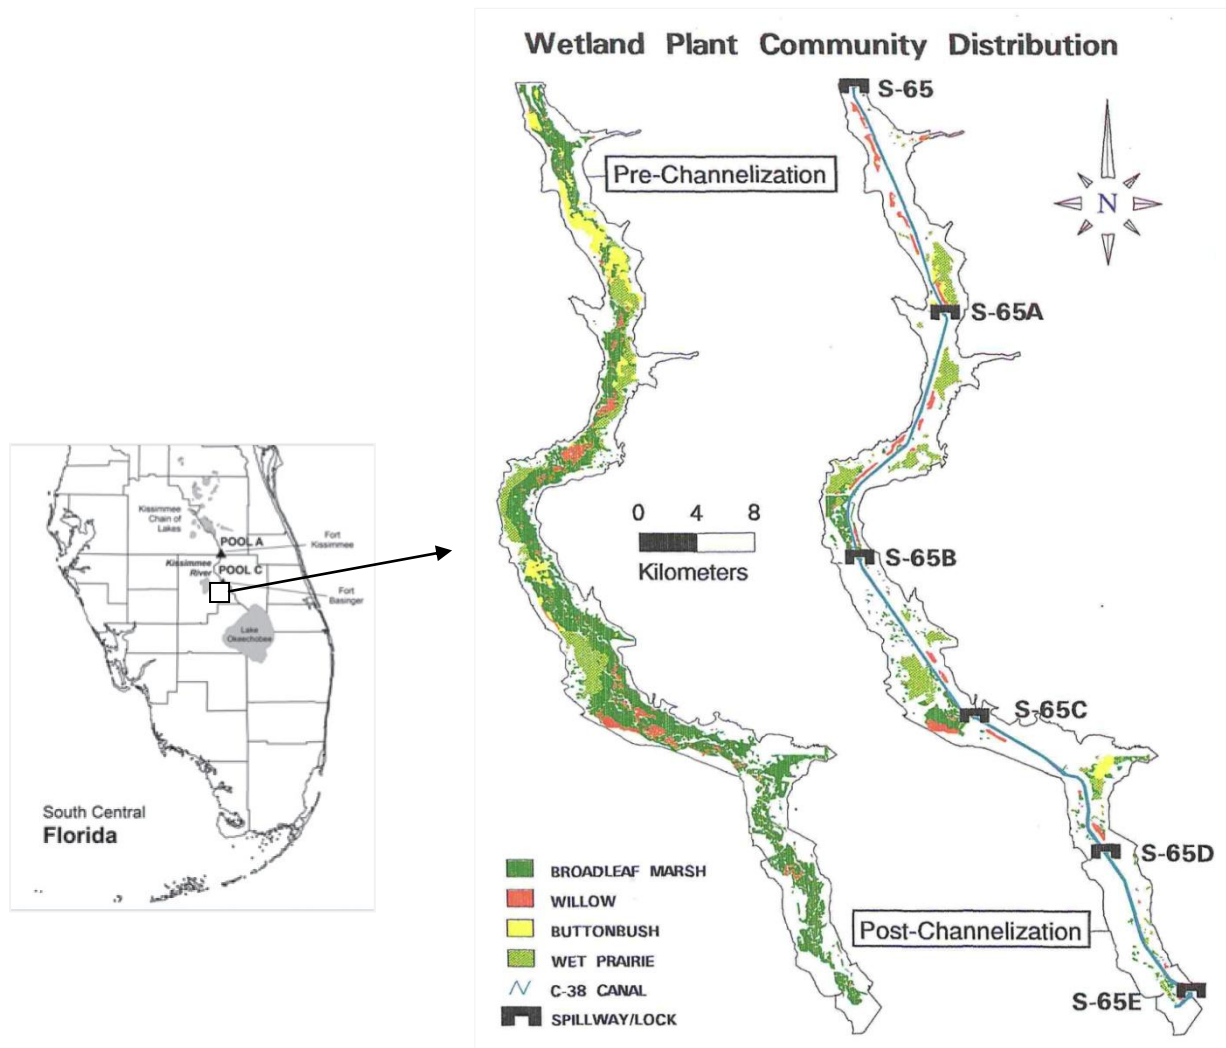 Wetland Plant Community Distribution
S-65
Pre-Channelization
N
S-65A
0 4 8
Kilometers
S-65B
S-65C
S-65D
Post-Channelization
S-65E
BROADLEAF MARSH
WILLOW
BUTTONBUSH
WET PRAIRIE
C-38 CANAL
SPILLWAY/LOCK
Kissimmee
Chain of
Lakes
POOL A
Fort
Kissimmee
Kissimmee
River
POOL C
Fort
Basinger
Lake
Okeechobee
South Central
Florida